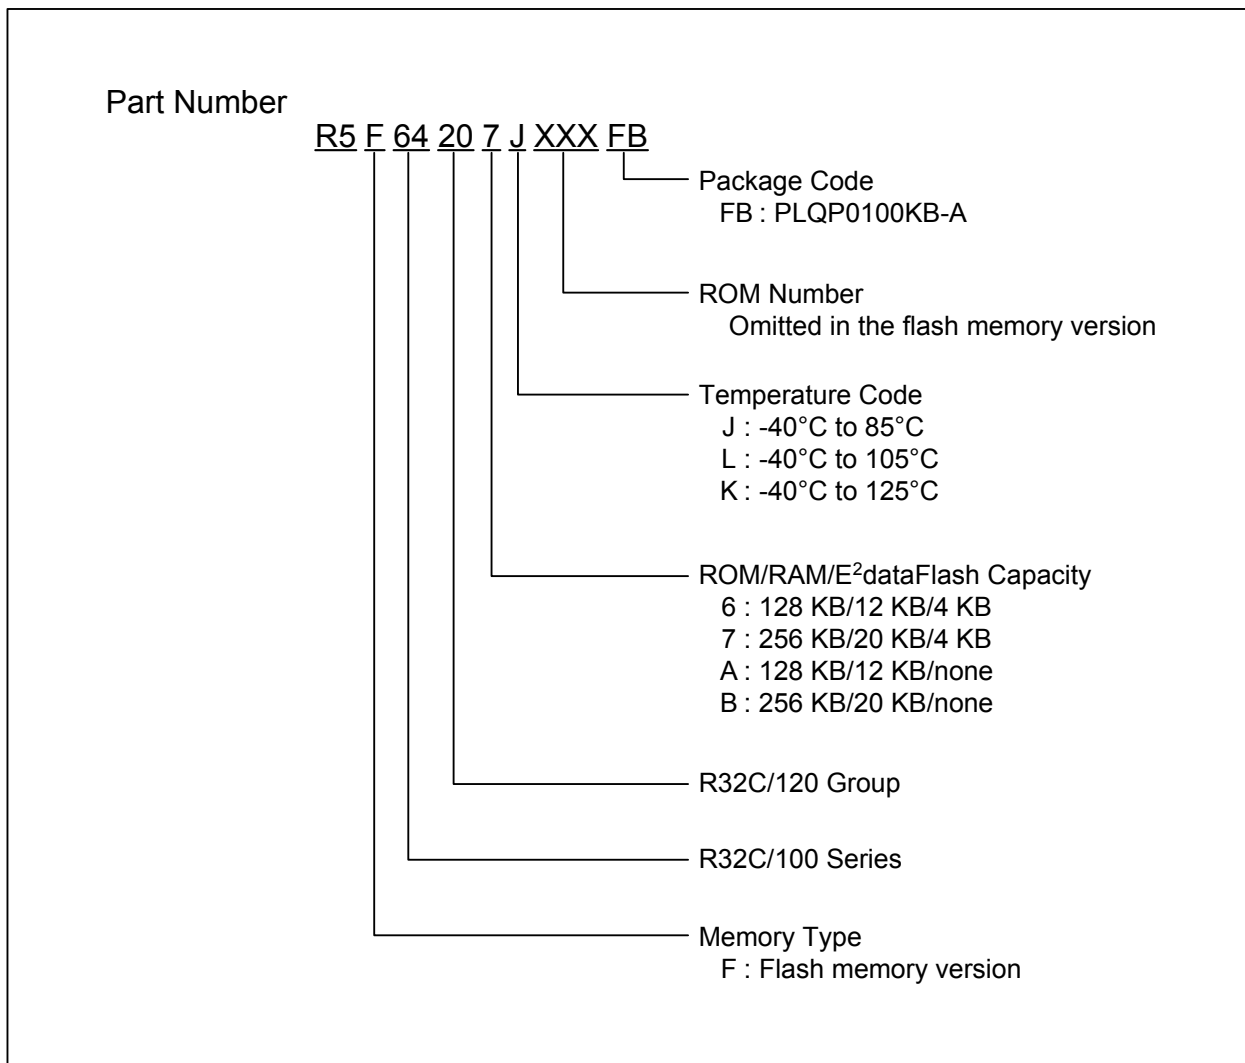 Part Number
R5 F 64 20 7 J XXX FB
Package Code
FB : PLQP0100KB-A
ROM Number
Omitted in the flash memory version
Temperature Code
J : -40°C to 85°C
L : -40°C to 105°C
K : -40°C to 125°C
ROM/RAM/E²dataFlash Capacity
6 : 128 KB/12 KB/4 KB
7 : 256 KB/20 KB/4 KB
A : 128 KB/12 KB/none
B : 256 KB/20 KB/none
R32C/120 Group
R32C/100 Series
Memory Type
F : Flash memory version